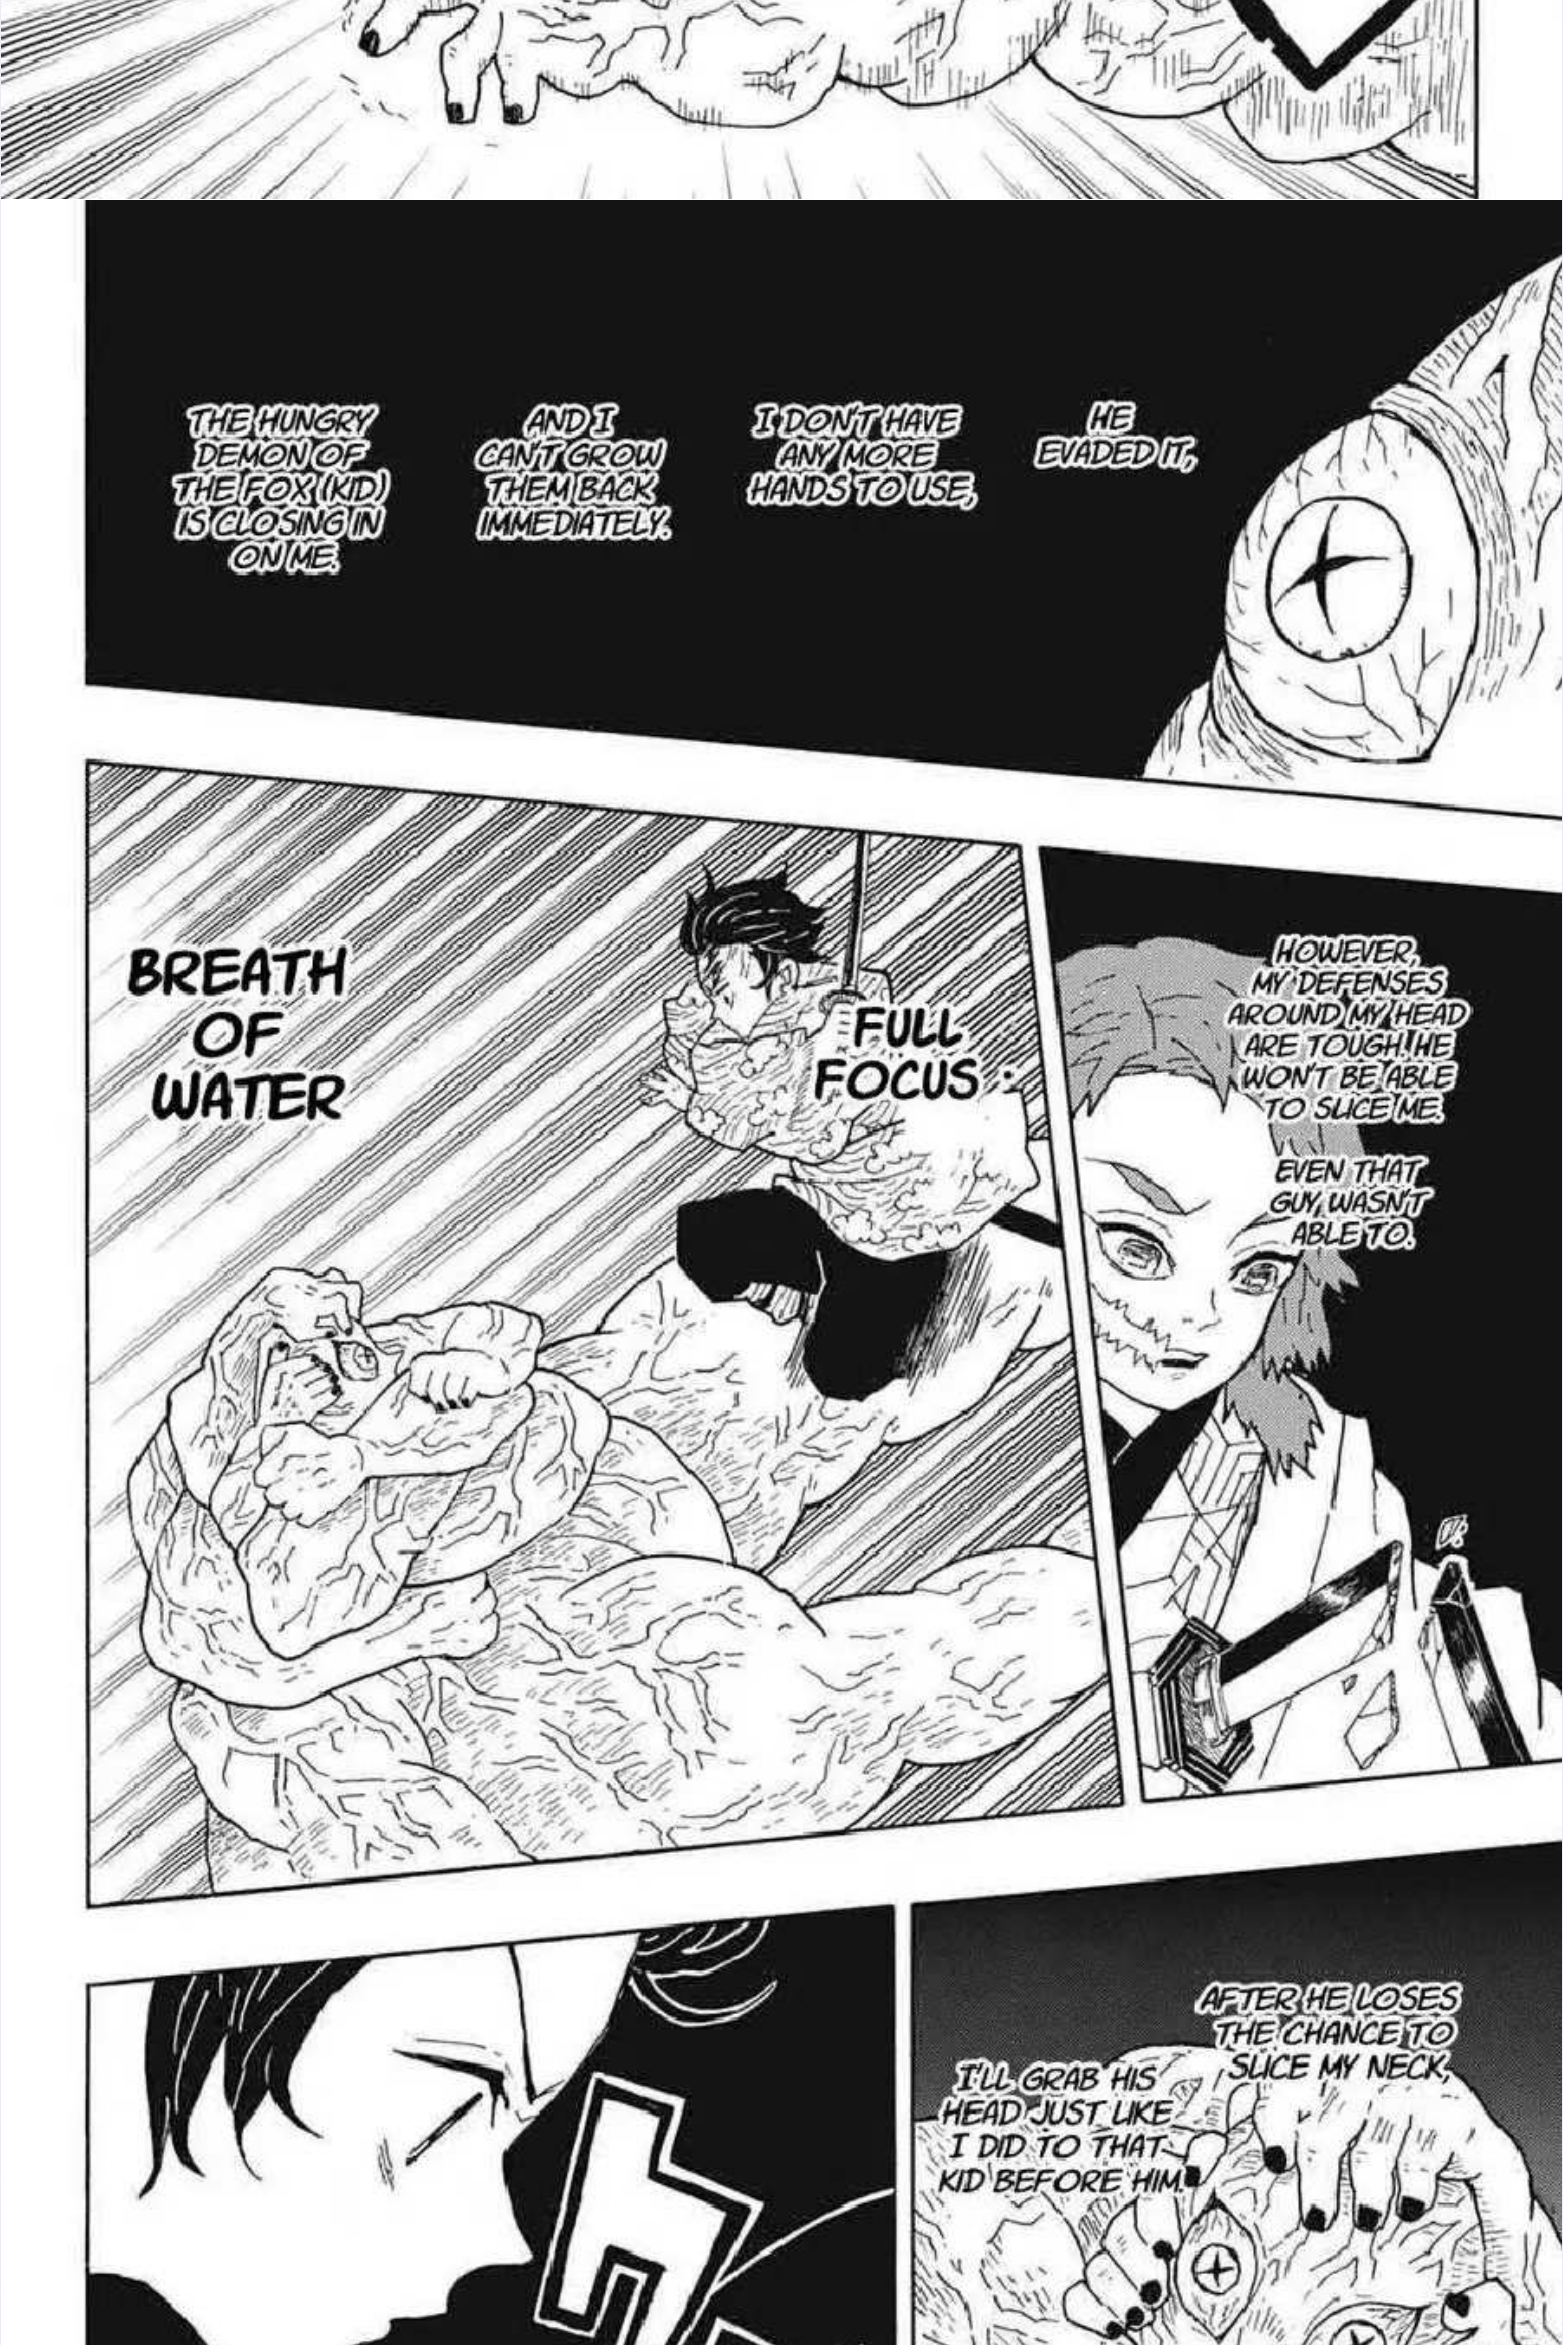 HE
EVADED IT,
I DON'T HAVE
ANY MORE
HANDS TO USE,
AND I
CAN'T GROW
THEM BACK
IMMEDIATELY.
THE HUNGRY
DEMON OF
THE FOX (KID)
IS CLOSING IN
ON ME.
HOWEVER,
MY DEFENSES
AROUND MY HEAD
ARE TOUGH! HE
WON'T BE ABLE
TO SLICE ME.
EVEN THAT
GUY, WASN'T
ABLE TO.
FULL
FOCUS :
BREATH
OF
WATER
AFTER HE LOSES
THE CHANCE TO
SLICE MY NECK,
I'LL GRAB HIS
HEAD JUST LIKE
I DID TO THAT
KID BEFORE HIM.
ク